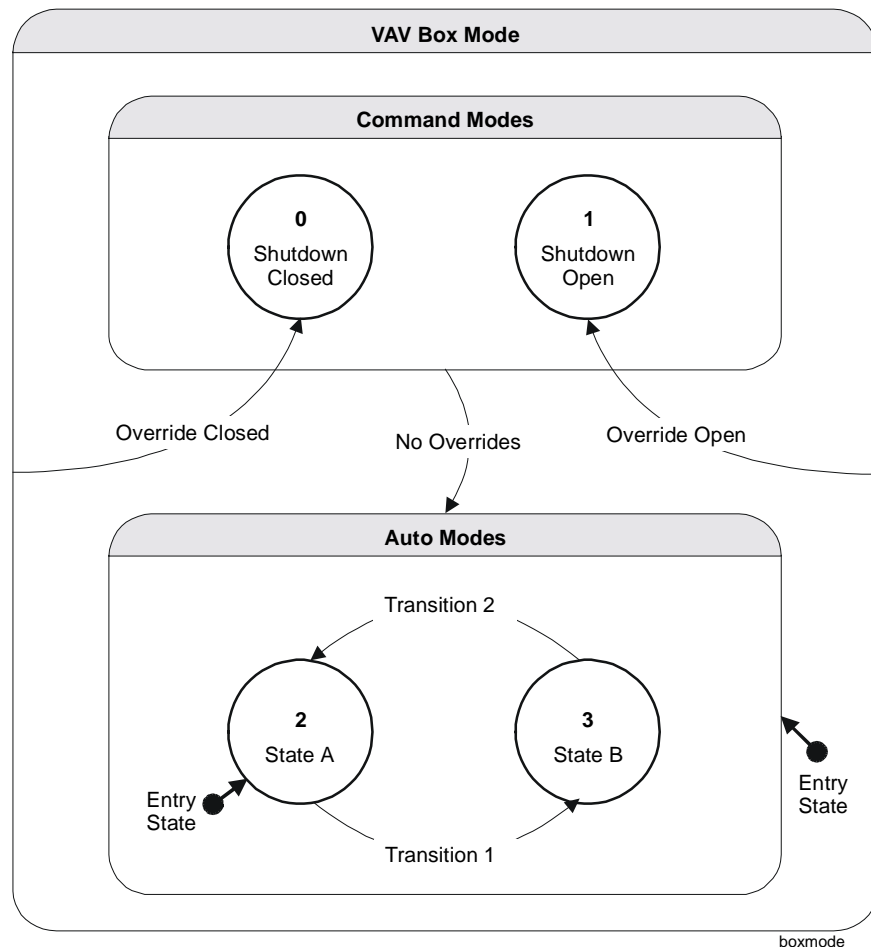 VAV Box Mode
Command Modes
0
Shutdown
Closed
1
Shutdown
Open
Override Closed
No Overrides
Override Open
Auto Modes
Transition 2
2
State A
3
State B
Entry
State
Entry
State
Transition 1
boxmode